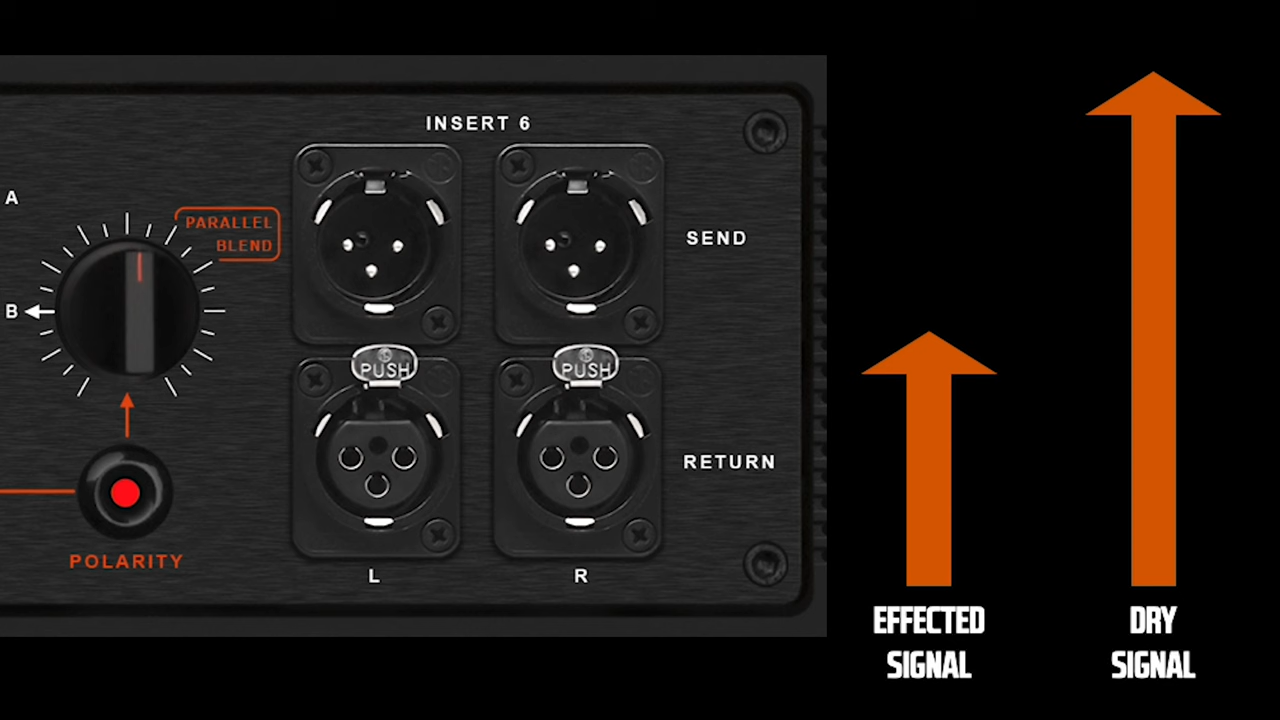 INSERT 6
A
PARALLEL
BLEND
SEND
B
PUSH
PUSH
RETURN
POLARITY
L
R
EFFECTED
SIGNAL
DRY
SIGNAL